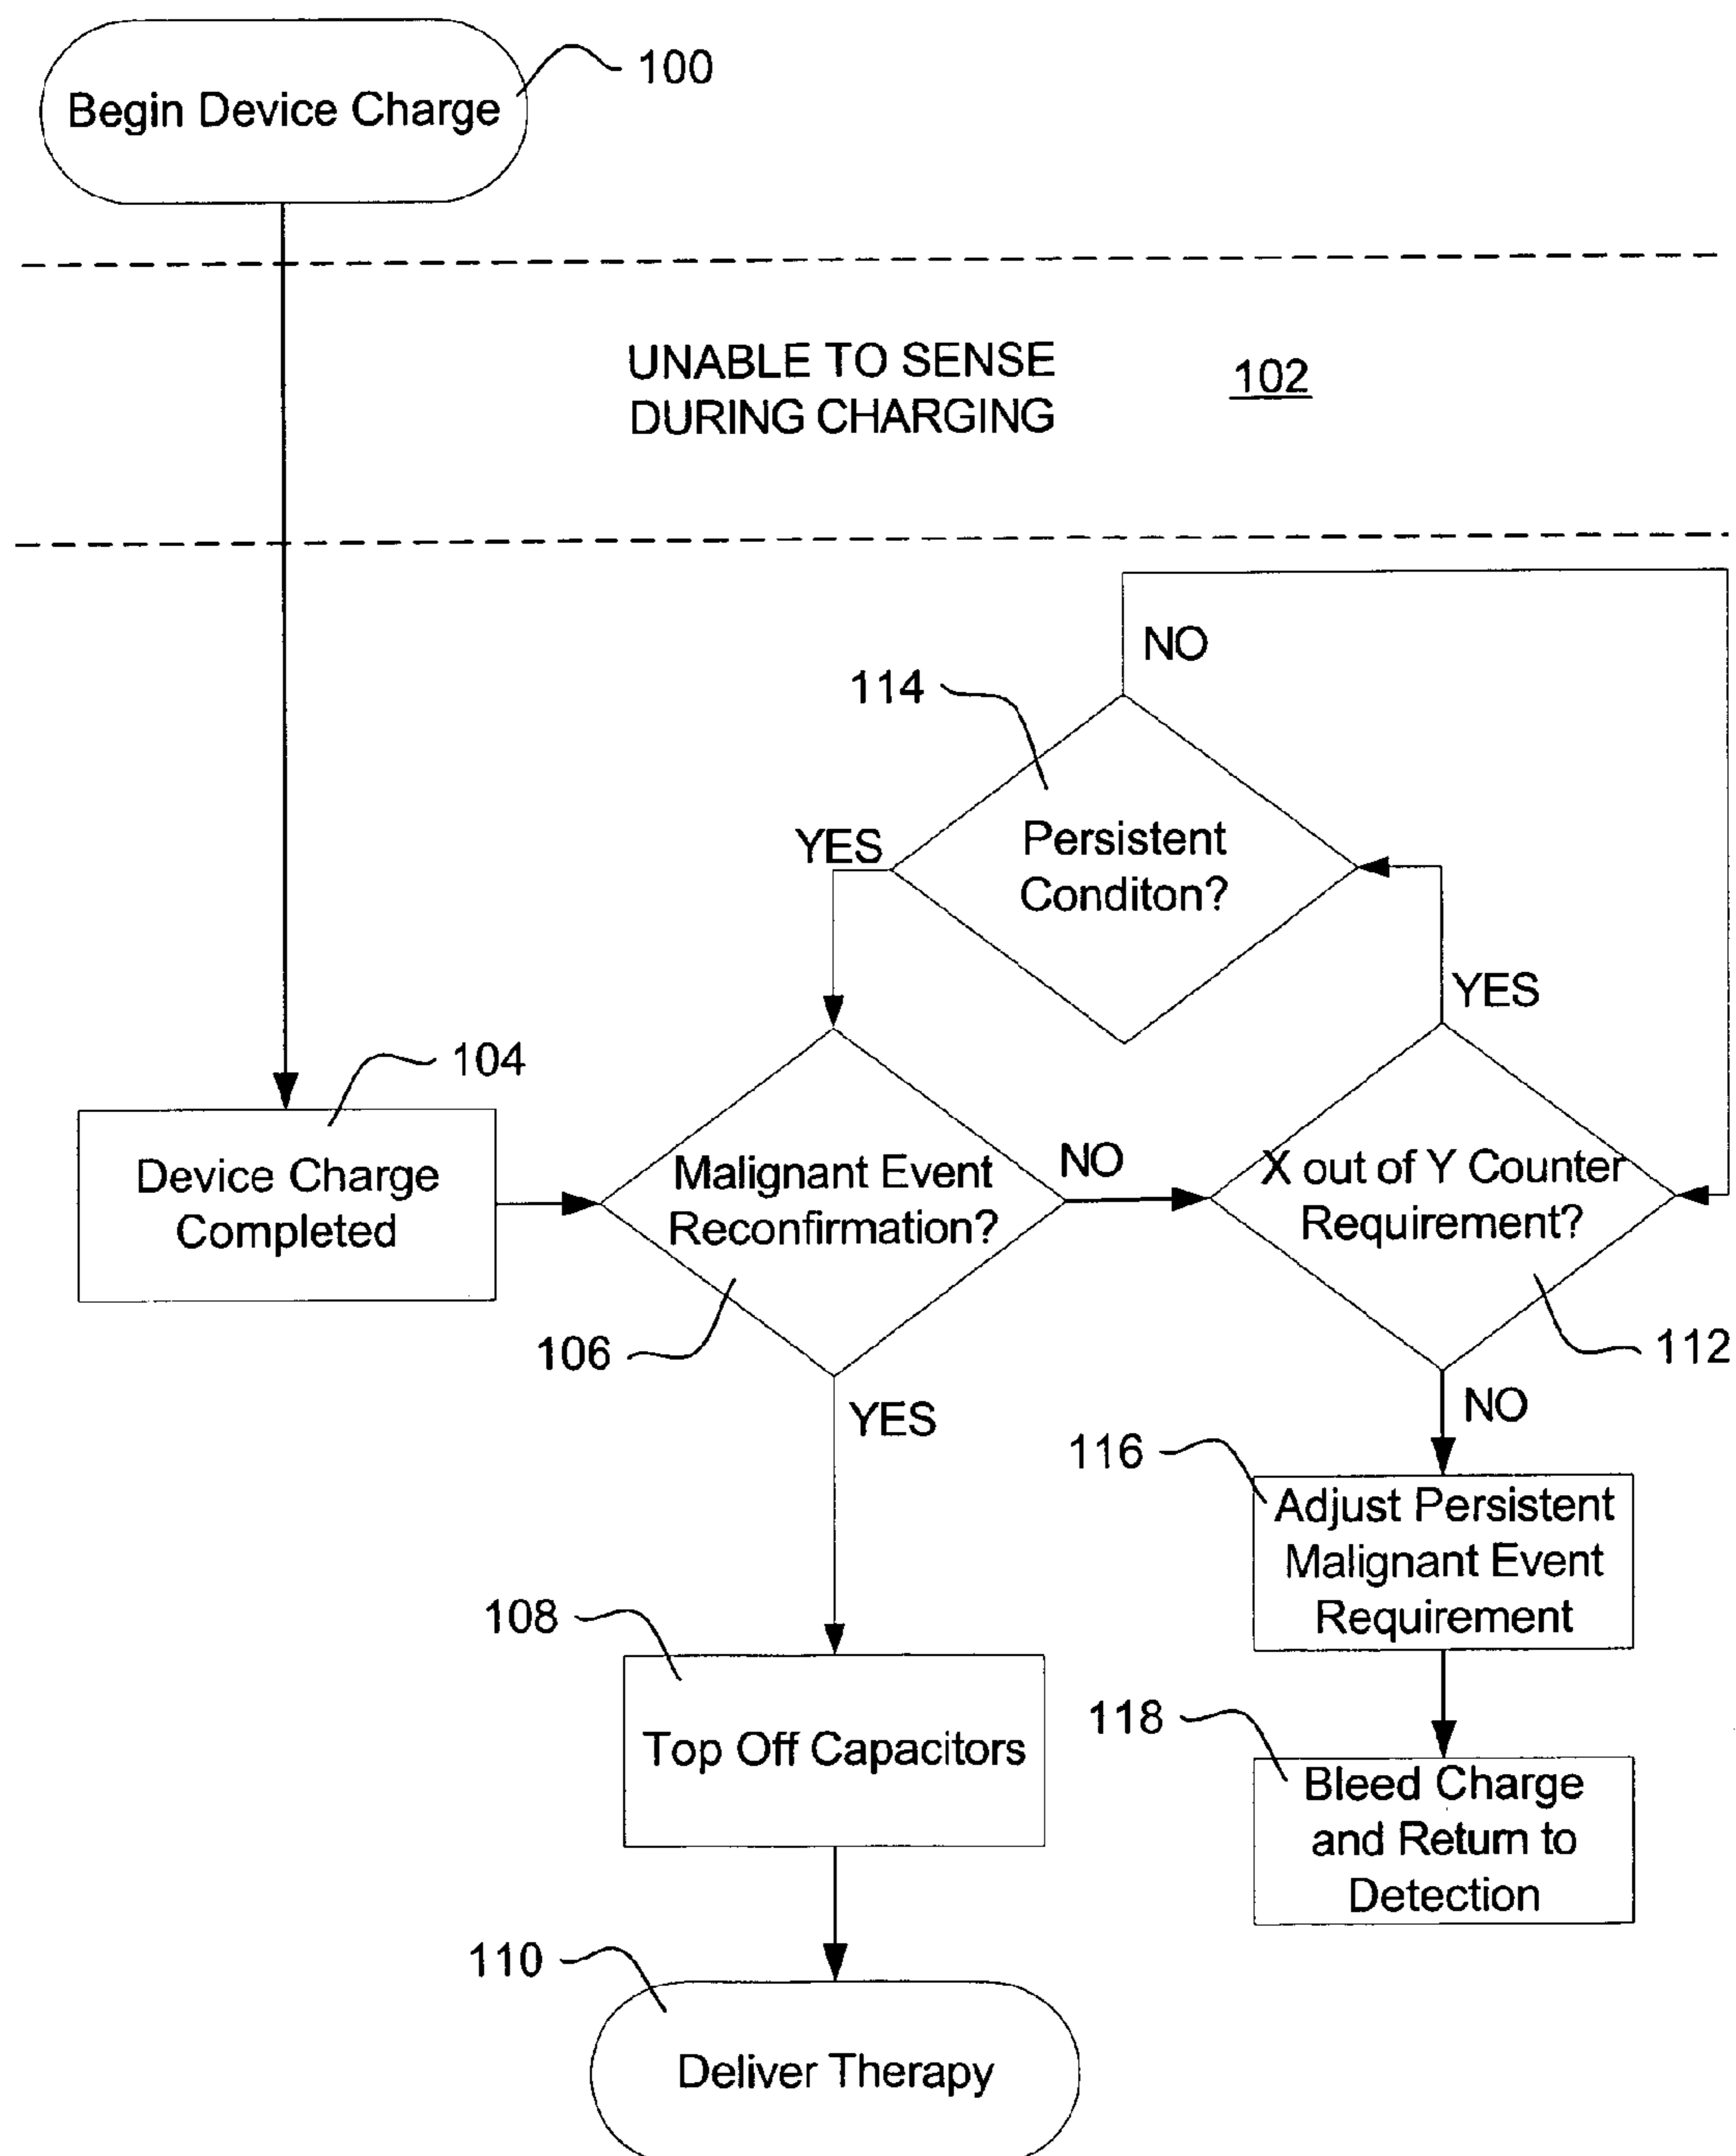 100
Begin Device Charge
UNABLE TO SENSE
DURING CHARGING
102
NO
114
YES
Persistent
Conditon?
YES
104
Device Charge
Completed
Malignant Event
Reconfirmation?
NO
X out of Y Counter
Requirement?
106
112
YES
NO
116
Adjust Persistent
Malignant Event
Requirement
108
Top Off Capacitors
118
Bleed Charge
and Return to
Detection
110
Deliver Therapy